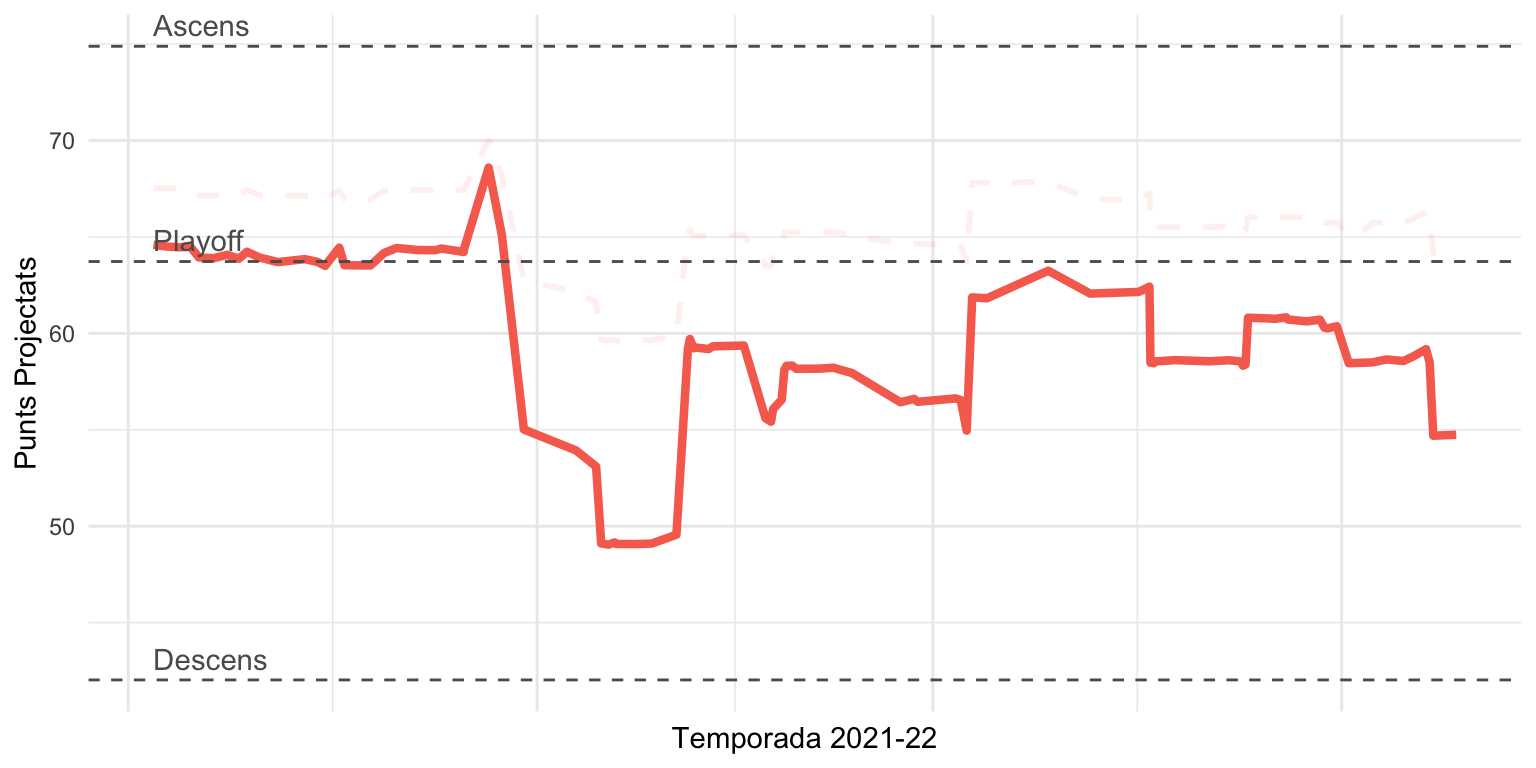 Ascens
70
Playoff
60
50
Descens
Punts Projectats
Temporada 2021-22